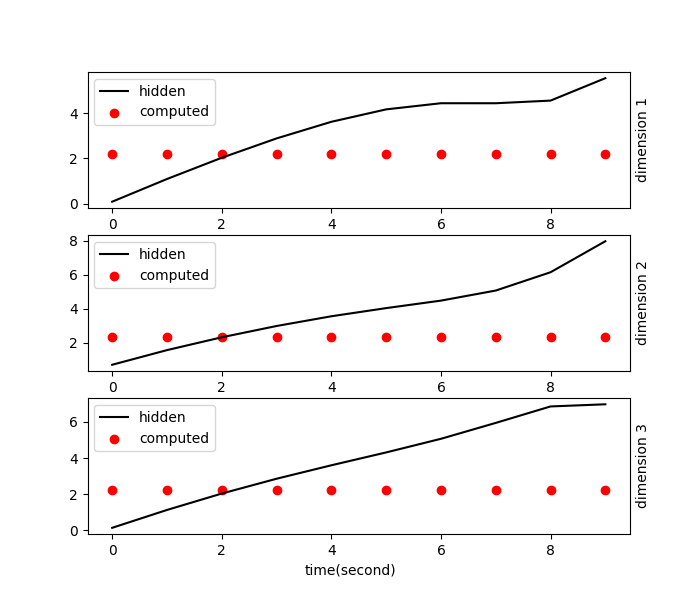 hidden
computed
4
2
0
0 2 4 6 8
dimension 1
hidden
computed
8
6
4
2
0 2 4 6 8
dimension 2
hidden
computed
6
4
2
0
0 2 4 6 8
dimension 3
time(second)